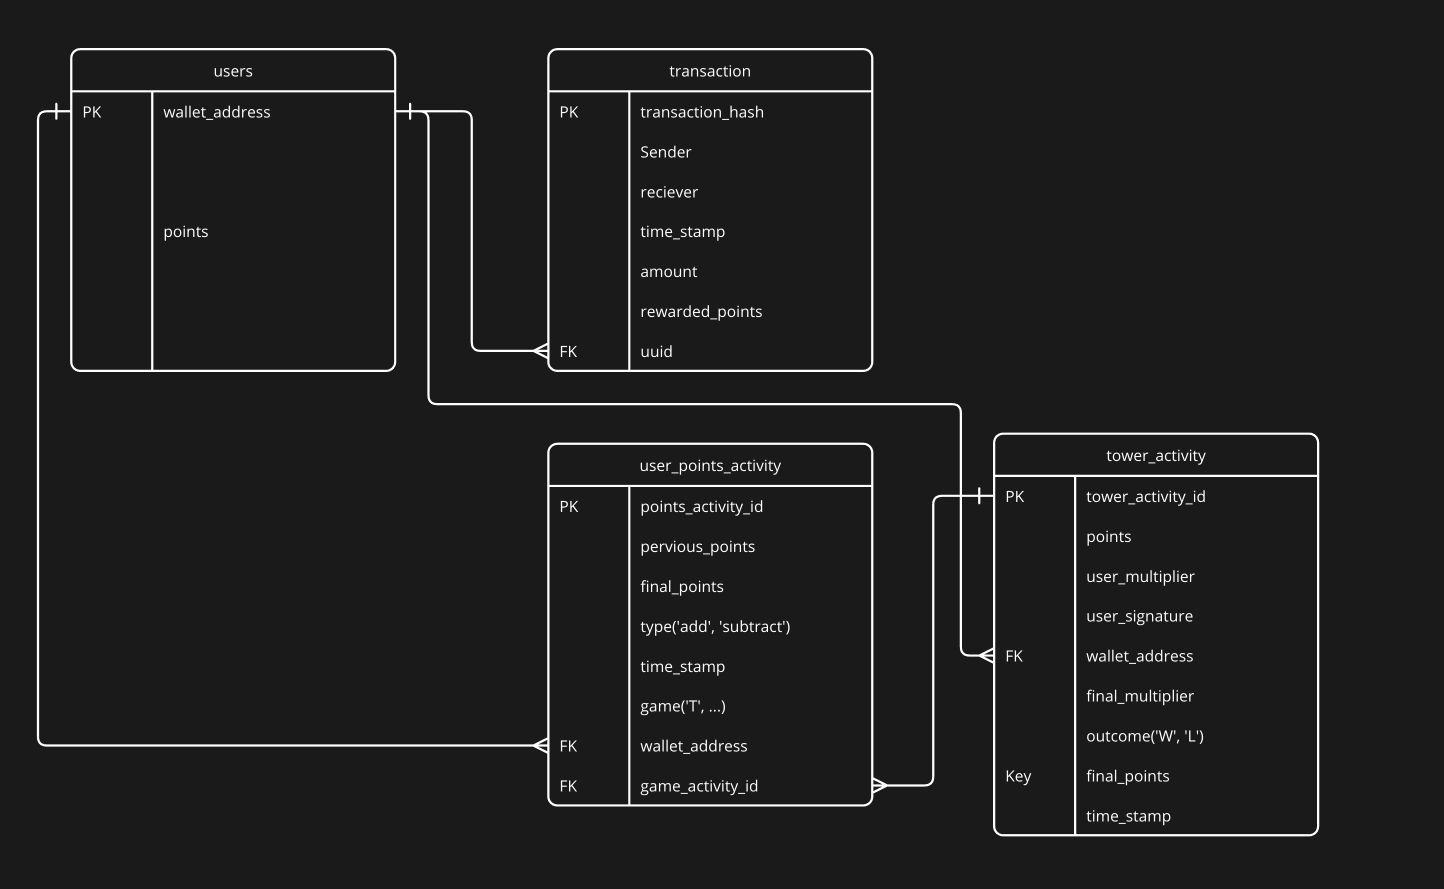 users
PK wallet_address
points
transaction
PK transaction_hash
Sender
reciever
time_stamp
amount
rewarded_points
FK uuid
user_points_activity
PK points_activity_id
pervious_points
final_points
type('add', 'subtract')
time_stamp
game('T', ...)
FK wallet_address
FK game_activity_id
tower_activity
PK tower_activity_id
points
user_multiplier
user_signature
FK wallet_address
final_multiplier
outcome('W', 'L')
Key final_points
time_stamp